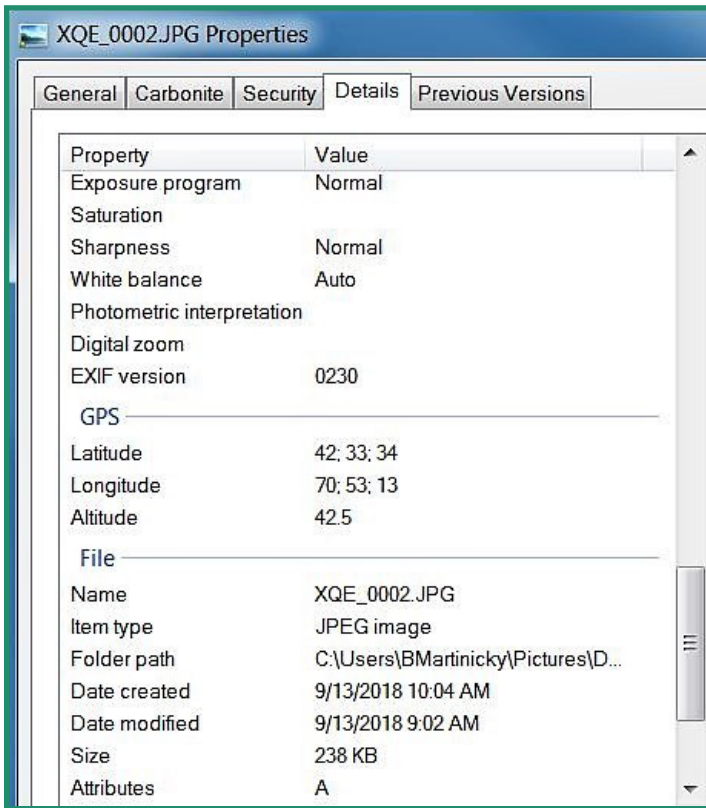 XQE_0002.JPG Properties
General Carbonite Security Details Previous Versions
Property Value
Exposure program Normal
Saturation
Sharpness Normal
White balance Auto
Photometric interpretation
Digital zoom
EXIF version 0230
GPS
Latitude 42; 33; 34
Longitude 70; 53; 13
Altitude 42.5
File
Name XQE_0002.JPG
Item type JPEG image
Folder path C:\Users\BMartinicky\Pictures\D...
Date created 9/13/2018 10:04 AM
Date modified 9/13/2018 9:02 AM
Size 238 KB
Attributes A